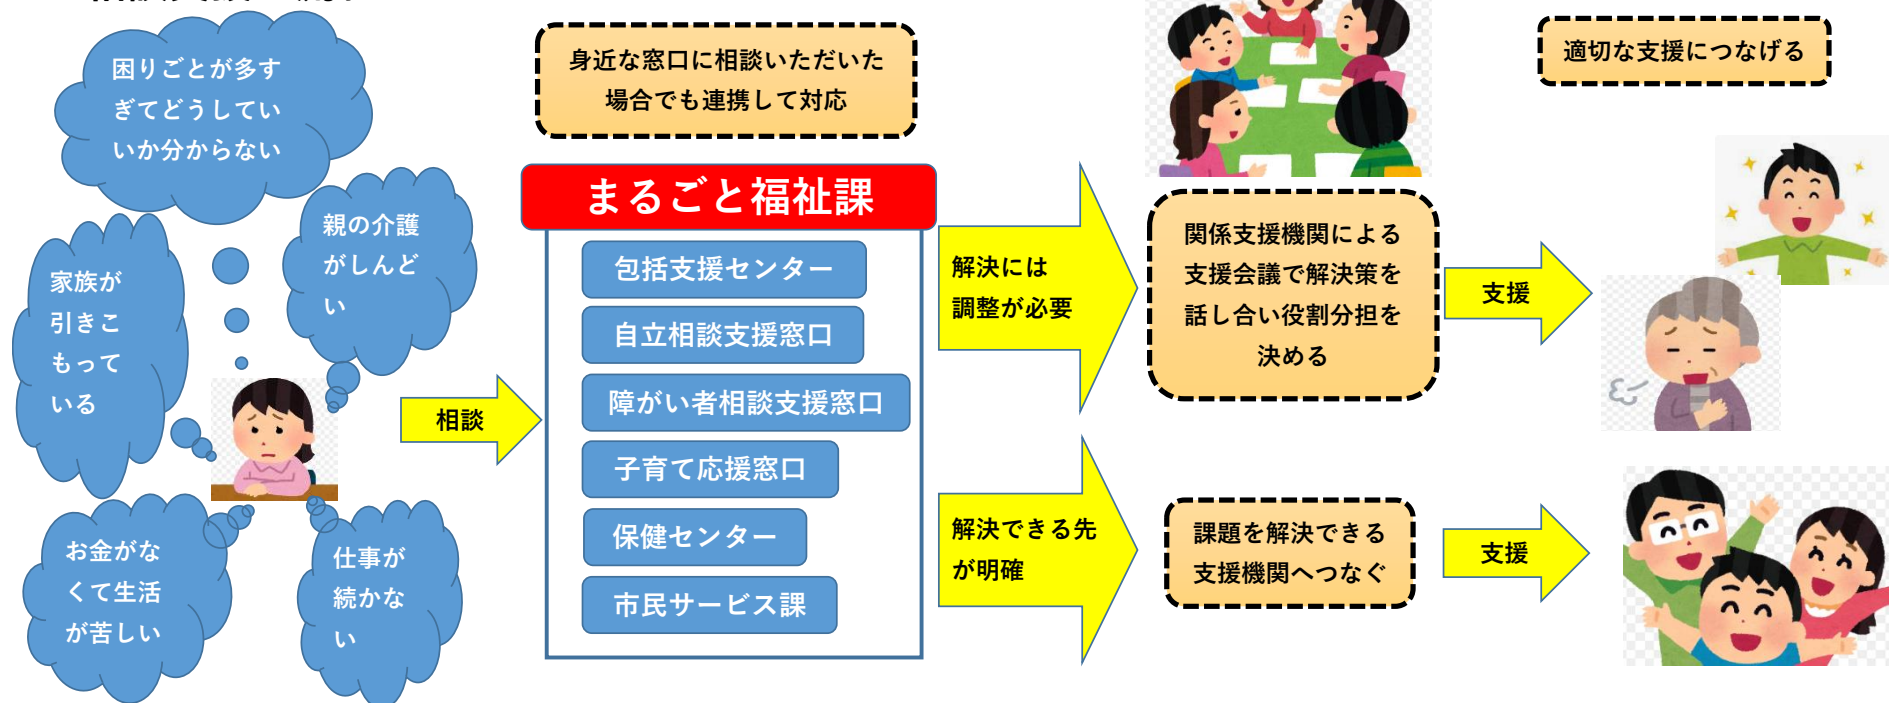 困りごとが多す
ぎてどうしてい
いか分からない
親の介護
がしんど
い
家族が
引きこ
もって
いる
お金がな
くて生活
が苦しい
仕事が
続かな
い
相談
身近な窓口に相談いただいた
場合でも連携して対応
まるごと福祉課
包括支援センター
自立相談支援窓口
障がい者相談支援窓口
子育て応援窓口
保健センター
市民サービス課
解決には
調整が必要
関係支援機関による
支援会議で解決策を
話し合い役割分担を
決める
支援
解決できる先
が明確
課題を解決できる
支援機関へつなぐ
支援
適切な支援につなげる